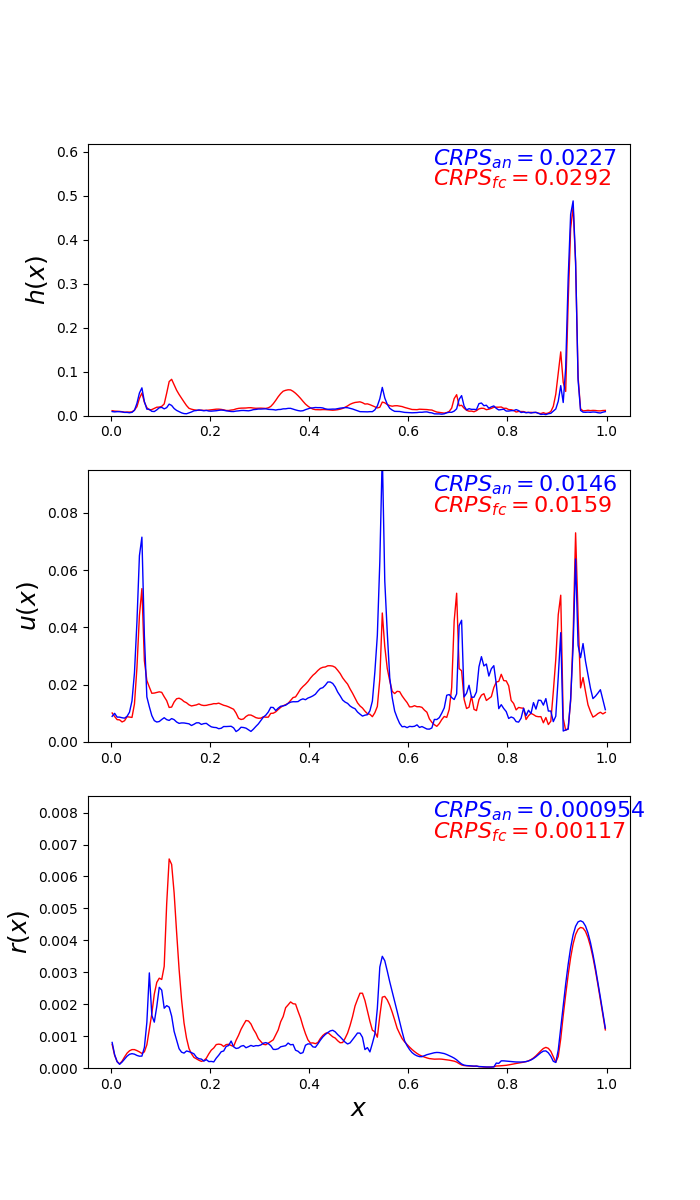 0.6
0.5
0.4
0.3
0.2
0.1
0.0
h(x)
CRPS_an = 0.0227
CRPS_fc = 0.0292
0.0 0.2 0.4 0.6 0.8 1.0
0.08
0.06
0.04
0.02
0.00
u(x)
CRPS_an = 0.0146
CRPS_fc = 0.0159
0.0 0.2 0.4 0.6 0.8 1.0
0.008
0.007
0.006
0.005
0.004
0.003
0.002
0.001
0.000
r(x)
CRPS_an = 0.000954
CRPS_fc = 0.00117
0.0 0.2 0.4 0.6 0.8 1.0
x